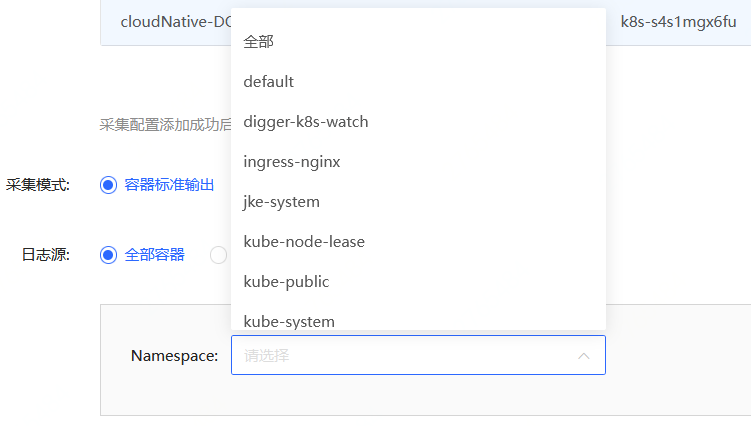 cloudNative-DC k8s-s4s1mgx6fu
全部
default
采集配置添加成功后
digger-k8s-watch
ingress-nginx
采集模式: 容器标准输出
jke-system
kube-node-lease
日志源: 全部容器
kube-public
kube-system
Namespace: 请选择